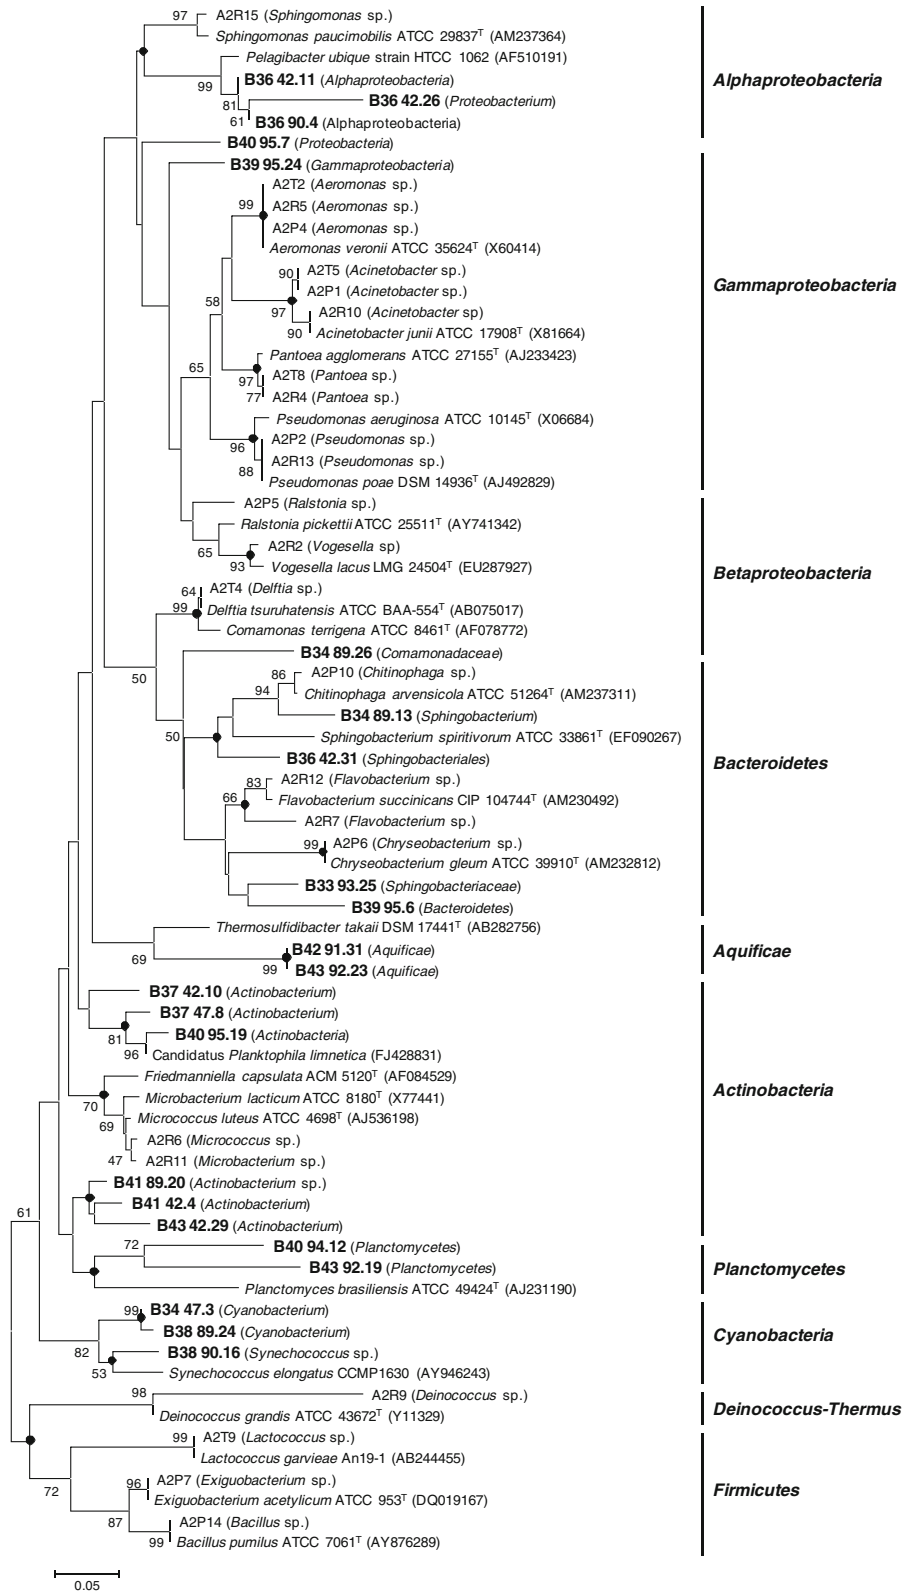 97 A2R15 (Sphingomonas sp.)
Sphingomonas paucimobilis ATCC 29837T (AM237364)
Pelagibacter ubique strain HTCC 1062 (AF510191)
99 B36 42.11 (Alphaproteobacteria)
Alphaproteobacteria
81 B36 42.26 (Proteobacterium)
61 B36 90.4 (Alphaproteobacteria)
B40 95.7 (Proteobacteria)
B39 95.24 (Gammaproteobacteria)
A2T2 (Aeromonas sp.)
99 A2R5 (Aeromonas sp.)
A2P4 (Aeromonas sp.)
Aeromonas veronii ATCC 35624T (X60414)
90 A2T5 (Acinetobacter sp.)
Gammaproteobacteria
A2P1 (Acinetobacter sp.)
58 97 A2R10 (Acinetobacter sp)
90 Acinetobacter junii ATCC 17908T (X81664)
Pantoea agglomerans ATCC 27155T (AJ233423)
65 97 A2T8 (Pantoea sp.)
77 A2R4 (Pantoea sp.)
Pseudomonas aeruginosa ATCC 10145T (X06684)
96 A2P2 (Pseudomonas sp.)
88 A2R13 (Pseudomonas sp.)
Pseudomonas poae DSM 14936T (AJ492829)
A2P5 (Ralstonia sp.)
Ralstonia pickettii ATCC 25511T (AY741342)
65 A2R2 (Vogesella sp)
93 Vogesella lacus LMG 24504T (EU287927)
Betaproteobacteria
64 A2T4 (Delftia sp.)
99 Delftia tsuruhatensis ATCC BAA-554T (AB075017)
Comamonas terrigena ATCC 8461T (AF078772)
B34 89.26 (Comamonadaceae)
50 86 A2P10 (Chitinophaga sp.)
94 Chitinophaga arvensicola ATCC 51264T (AM237311)
B34 89.13 (Sphingobacterium)
50 Sphingobacterium spiritivorum ATCC 33861T (EF090267)
B36 42.31 (Sphingobacteriales)
Bacteroidetes
83 A2R12 (Flavobacterium sp.)
66 Flavobacterium succinicans CIP 104744T (AM230492)
A2R7 (Flavobacterium sp.)
99 A2P6 (Chryseobacterium sp.)
Chryseobacterium gleum ATCC 39910T (AM232812)
B33 93.25 (Sphingobacteriaceae)
B39 95.6 (Bacteroidetes)
Thermosulfidibacter takaii DSM 17441T (AB282756)
69 B42 91.31 (Aquificae)
Aquificae
99 B43 92.23 (Aquificae)
B37 42.10 (Actinobacterium)
B37 47.8 (Actinobacterium)
81 B40 95.19 (Actinobacteria)
96 Candidatus Planktophila limnetica (FJ428831)
Friedmanniella capsulata ACM 5120T (AF084529)
Actinobacteria
70 Microbacterium lacticum ATCC 8180T (X77441)
69 Micrococcus luteus ATCC 4698T (AJ536198)
A2R6 (Micrococcus sp.)
47 A2R11 (Microbacterium sp.)
B41 89.20 (Actinobacterium sp.)
B41 42.4 (Actinobacterium)
61 B43 42.29 (Actinobacterium)
72 B40 94.12 (Planctomycetes)
B43 92.19 (Planctomycetes)
Planctomycetes
Planctomyces brasiliensis ATCC 49424T (AJ231190)
99 B34 47.3 (Cyanobacterium)
B38 89.24 (Cyanobacterium)
Cyanobacteria
82 B38 90.16 (Synechococcus sp.)
53 Synechococcus elongatus CCMP1630 (AY946243)
98 A2R9 (Deinococcus sp.)
Deinococcus-Thermus
Deinococcus grandis ATCC 43672T (Y11329)
99 A2T9 (Lactococcus sp.)
Lactococcus garvieae An19-1 (AB244455)
72 96 A2P7 (Exiguobacterium sp.)
Firmicutes
Exiguobacterium acetylicum ATCC 953T (DQ019167)
87 A2P14 (Bacillus sp.)
99 Bacillus pumilus ATCC 7061T (AY876289)
0.05